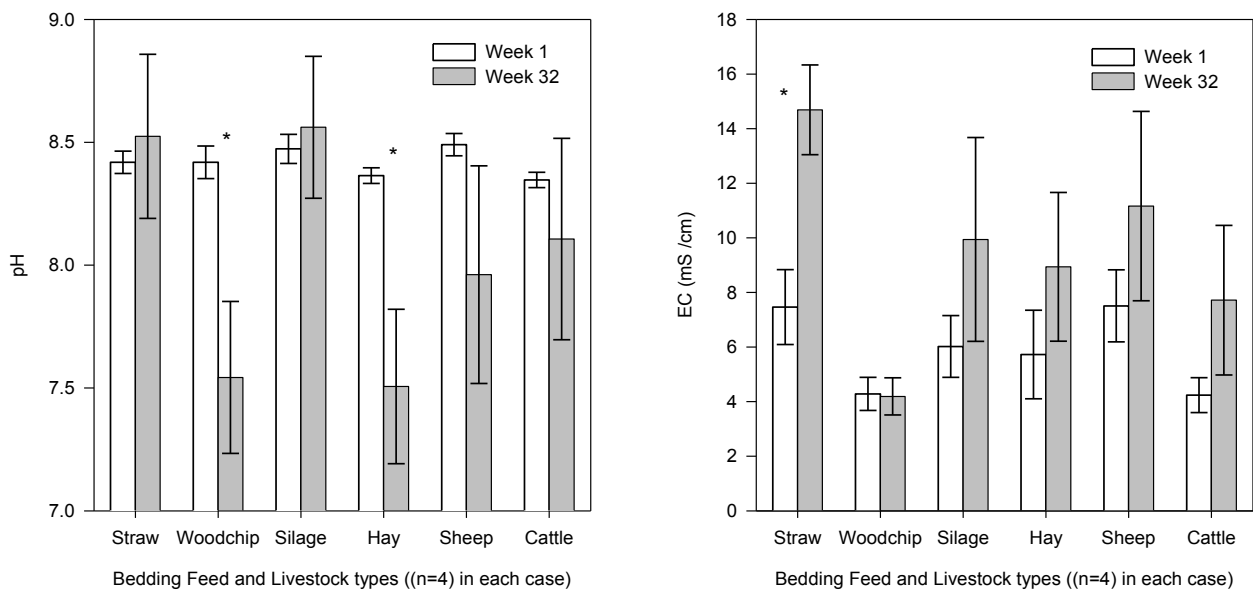 9.0
8.5
8.0
7.5
7.0
pH
Week 1
Week 32
*
*
Straw Woodchip Silage Hay Sheep Cattle
Bedding Feed and Livestock types ((n=4) in each case)
18
16
14
12
10
8
6
4
2
0
EC (mS /cm)
Week 1
Week 32
*
Straw Woodchip Silage Hay Sheep Cattle
Bedding Feed and Livestock types ((n=4) in each case)